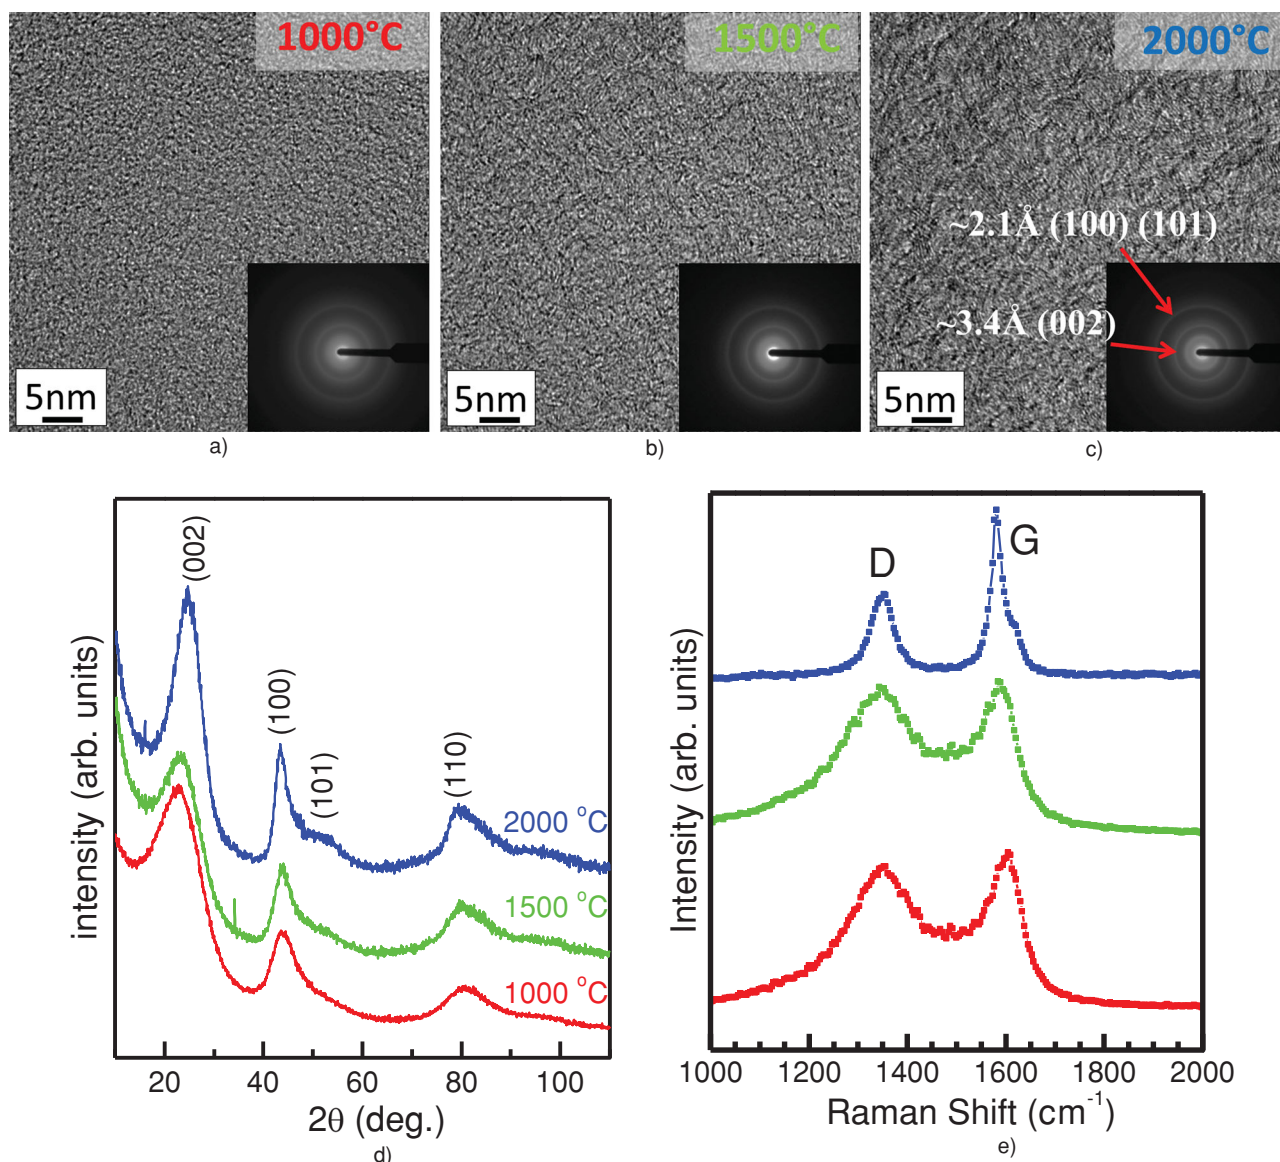 1000°C
1500°C
2000°C
~2.1Å (100) (101)
~3.4Å (002)
5nm
5nm
5nm
a)
b)
c)
(002)
(100)
(101)
(110)
2000 °C
1500 °C
1000 °C
intensity (arb. units)
20 40 60 80 100
2θ (deg.)
d)
D
G
Intensity (arb. units)
1000 1200 1400 1600 1800 2000
Raman Shift (cm⁻¹)
e)